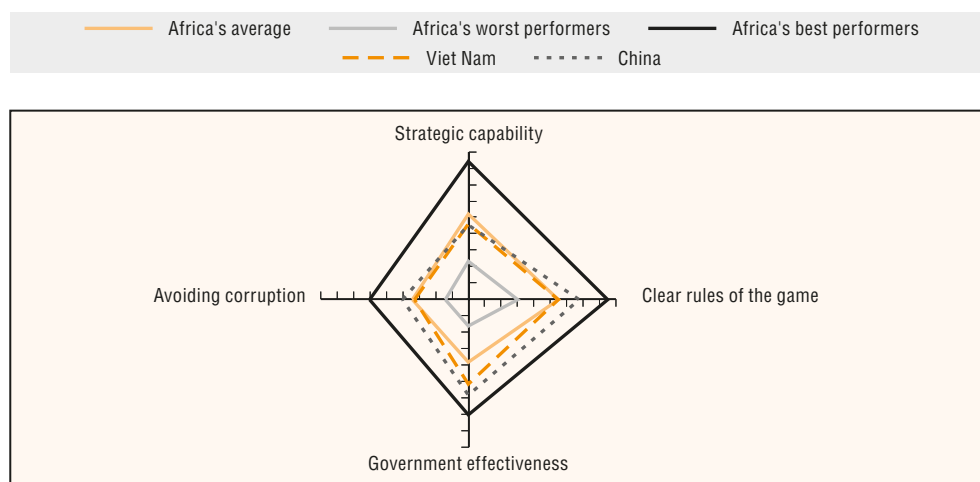 Africa's average Africa's worst performers Africa's best performers
Viet Nam China
Strategic capability
Avoiding corruption Clear rules of the game
Government effectiveness